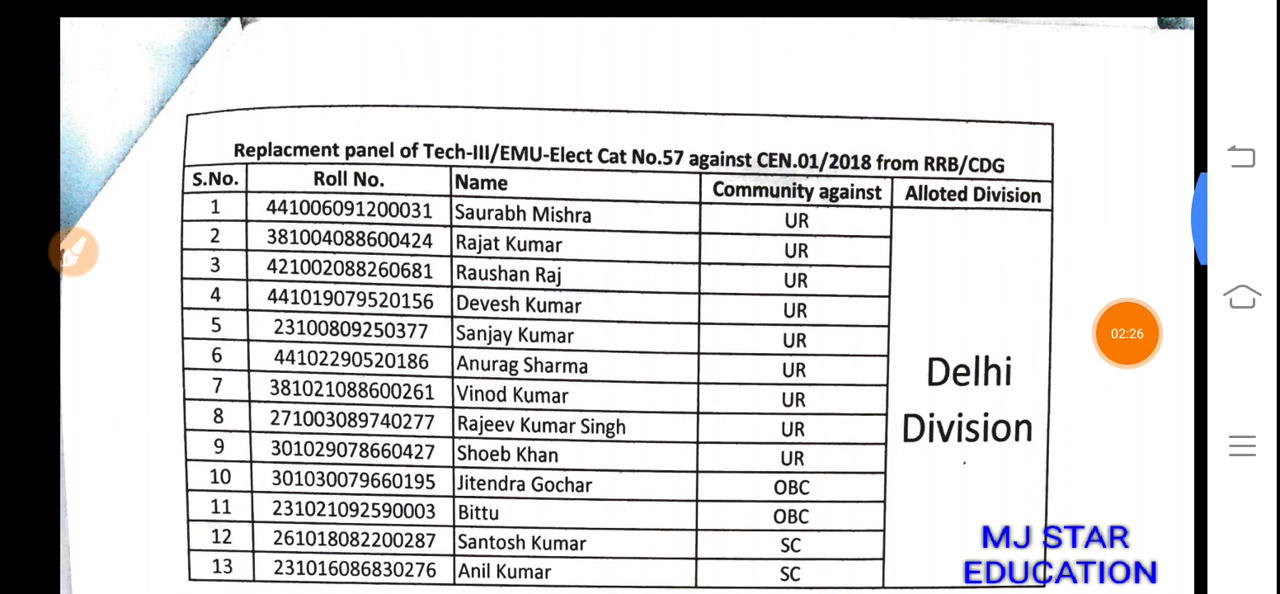 Replacment panel of Tech-III/EMU-Elect Cat No.57 against CEN.01/2018 from RRB/CDG
S.No. Roll No. Name Community against Alloted Division
1 441006091200031 Saurabh Mishra UR
2 381004088600424 Rajat Kumar UR
3 421002088260681 Raushan Raj UR
4 441019079520156 Devesh Kumar UR
5 23100809250377 Sanjay Kumar UR
6 44102290520186 Anurag Sharma UR
7 381021088600261 Vinod Kumar UR
8 271003089740277 Rajeev Kumar Singh UR
9 301029078660427 Shoeb Khan UR
10 301030079660195 Jitendra Gochar OBC
11 231021092590003 Bittu OBC
12 261018082200287 Santosh Kumar SC
13 231016086830276 Anil Kumar SC
Delhi
Division
02:26
MJ STAR
EDUCATION